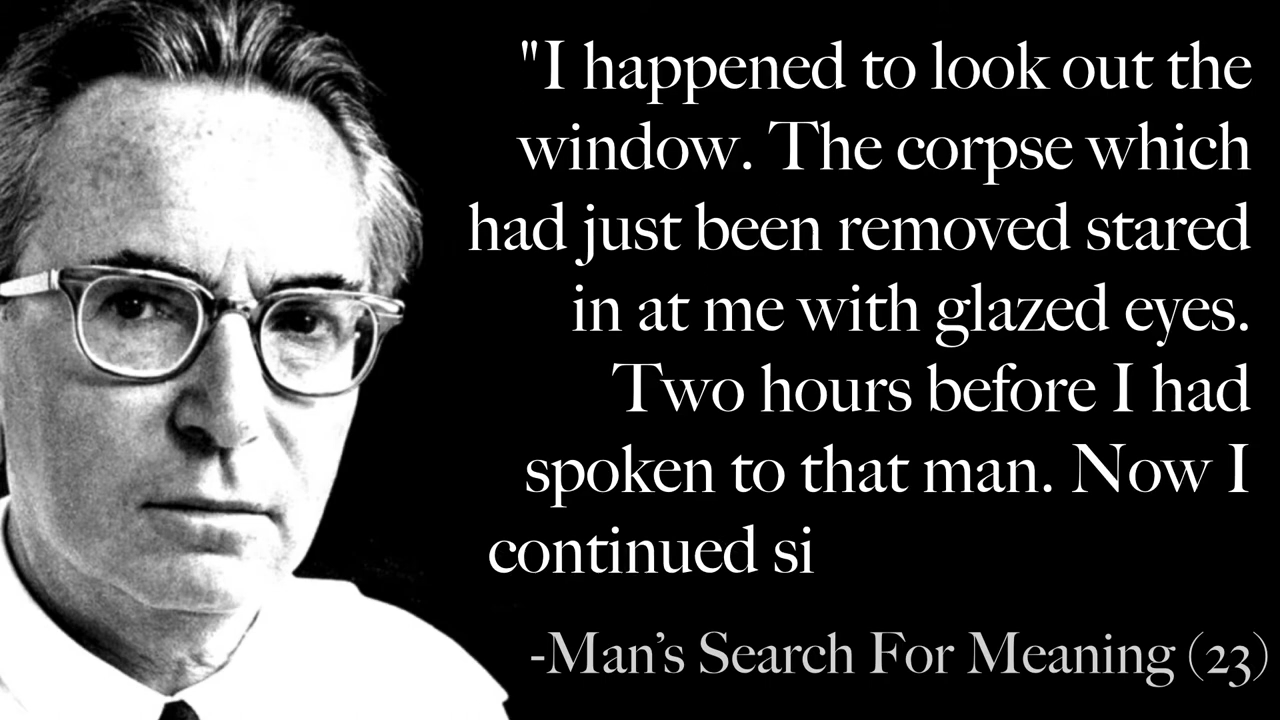 "I happened to look out the
window. The corpse which
had just been removed stared
in at me with glazed eyes.
Two hours before I had
spoken to that man. Now I
continued si
-Man’s Search For Meaning (23)